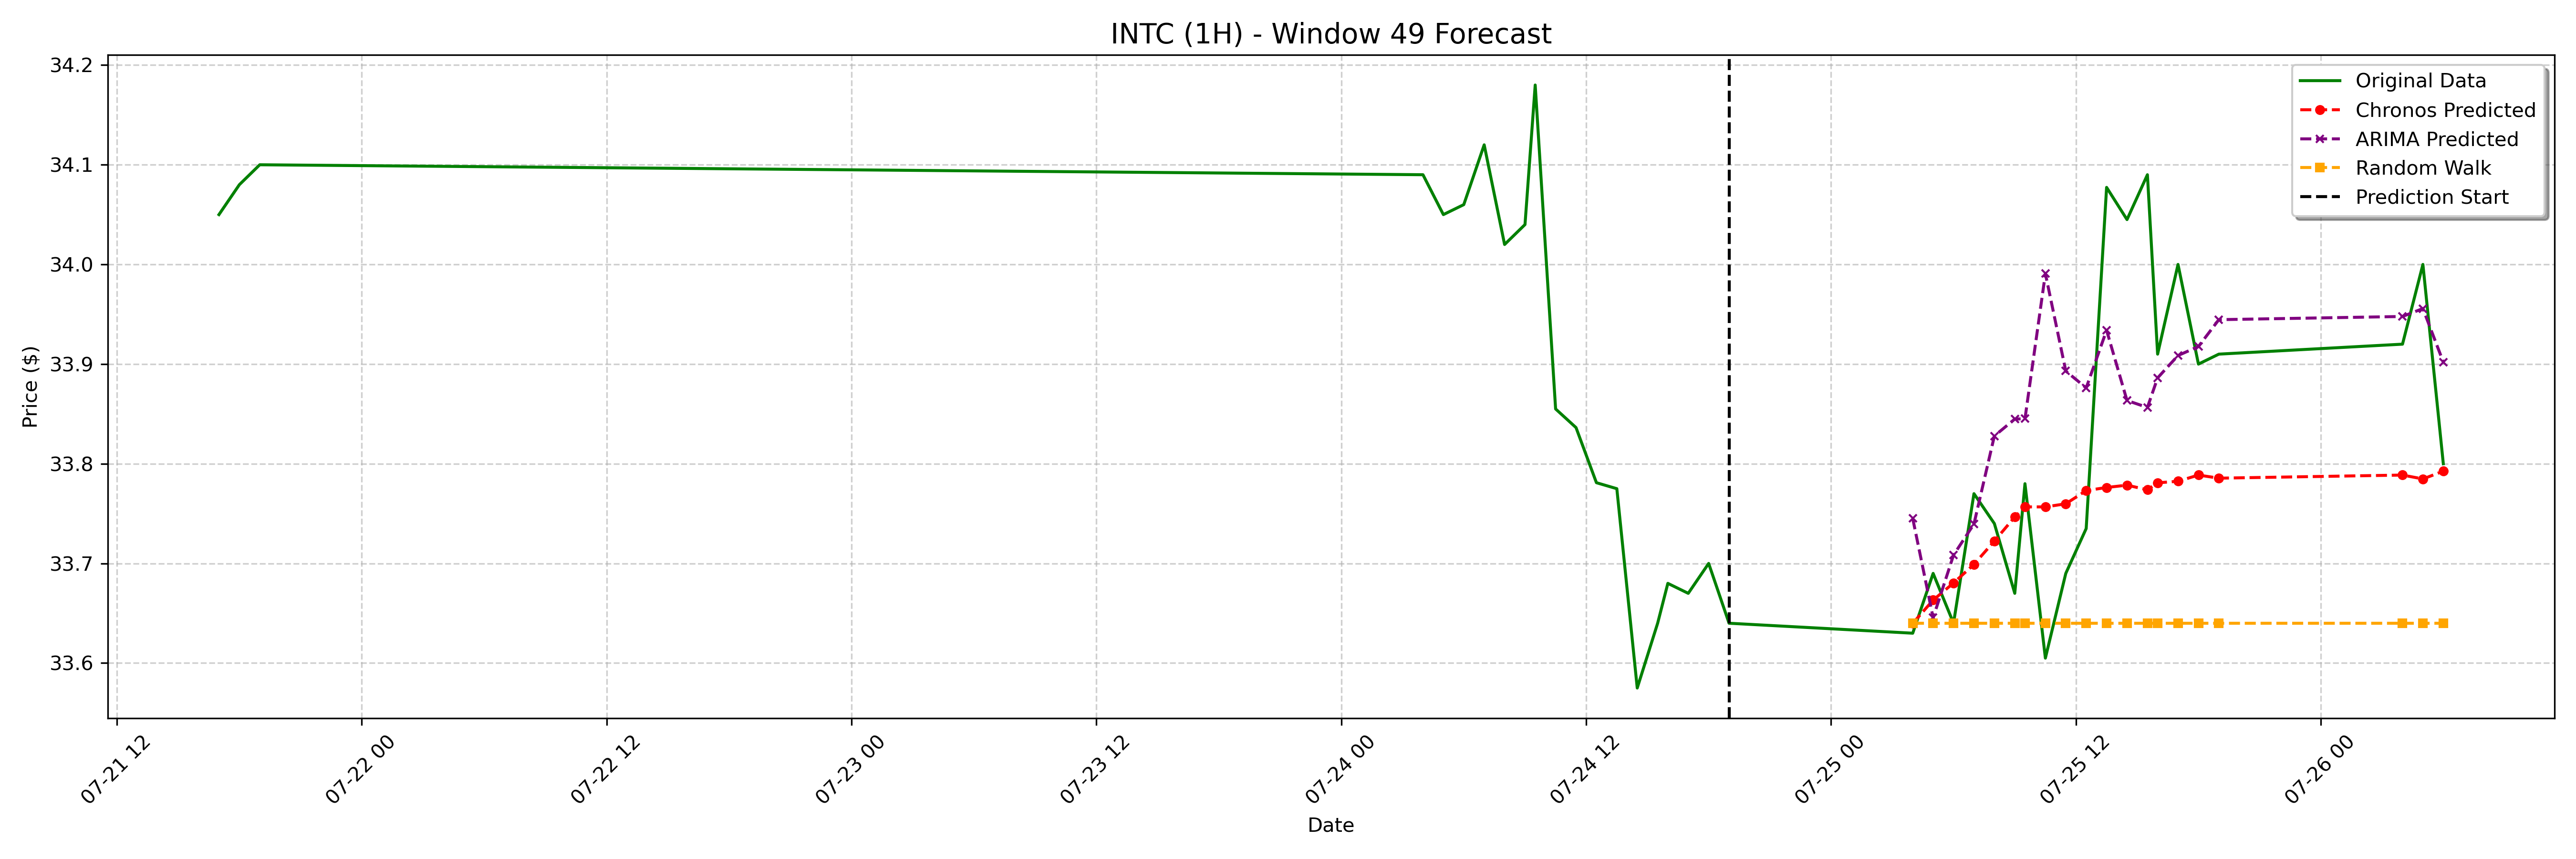 INTC (1H) - Window 49 Forecast
Original Data
Chronos Predicted
ARIMA Predicted
Random Walk
Prediction Start
Price ($)
34.2
34.1
34.0
33.9
33.8
33.7
33.6
07-21 12
07-22 00
07-22 12
07-23 00
07-23 12
07-24 00
07-24 12
07-25 00
07-25 12
07-26 00
Date